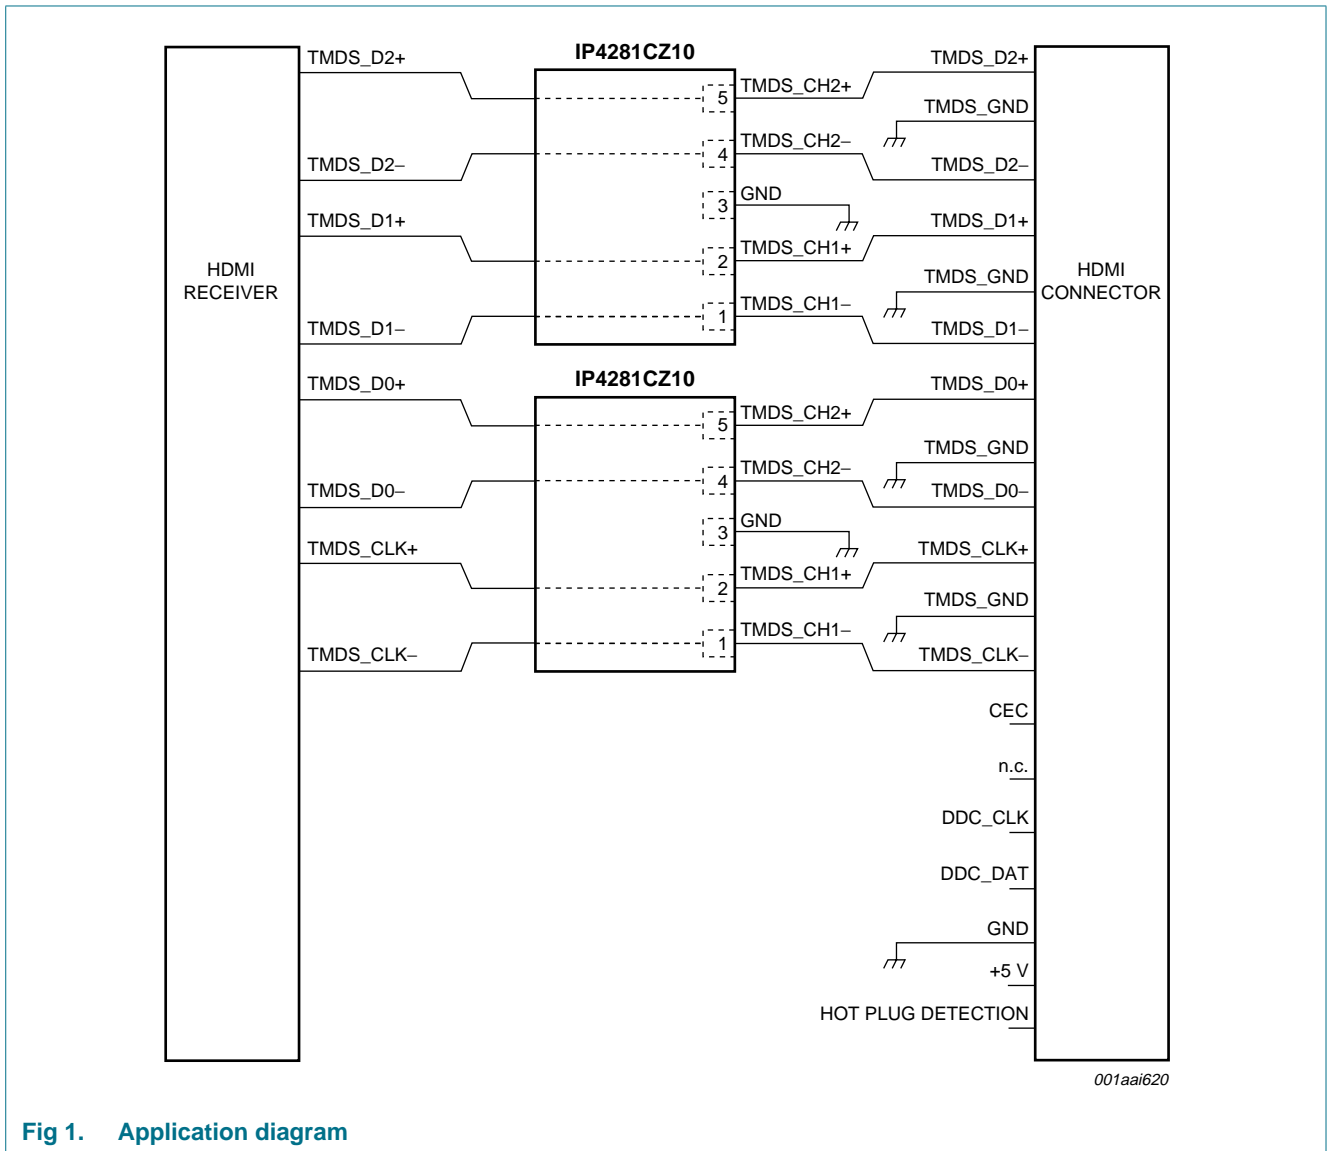 IP4281CZ10
TMDS_D2+
5
TMDS_CH2+
TMDS_D2+
TMDS_GND
TMDS_D2−
4
TMDS_CH2−
TMDS_D2−
3
GND
TMDS_D1+
2
TMDS_CH1+
TMDS_D1+
HDMI
RECEIVER
TMDS_GND
HDMI
CONNECTOR
TMDS_D1−
1
TMDS_CH1−
TMDS_D1−
IP4281CZ10
TMDS_D0+
5
TMDS_CH2+
TMDS_D0+
TMDS_GND
TMDS_D0−
4
TMDS_CH2−
TMDS_D0−
3
GND
TMDS_CLK+
2
TMDS_CH1+
TMDS_CLK+
TMDS_GND
TMDS_CLK−
1
TMDS_CH1−
TMDS_CLK−
CEC
n.c.
DDC_CLK
DDC_DAT
GND
+5 V
HOT PLUG DETECTION
001aai620
Fig 1. Application diagram